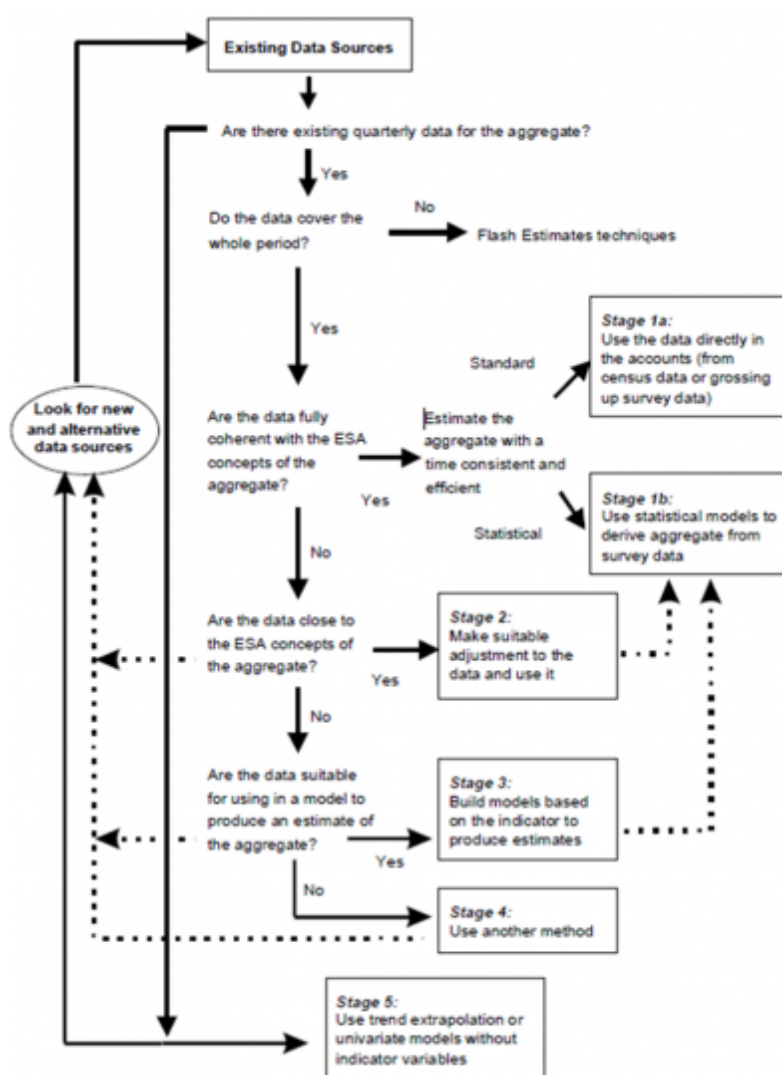 Existing Data Sources
Are there existing quarterly data for the aggregate?
Yes
Do the data cover the
whole period?
No
Flash Estimates techniques
Yes
Stage 1a:
Use the data directly in
the accounts (from
census data or grossing
up survey data)
Standard
Look for new
and alternative
data sources
Are the data fully
coherent with the ESA
concepts of the
aggregate?
Yes
Estimate the
aggregate with a
time consistent and
efficient
Statistical
Stage 1b:
Use statistical models to
derive aggregate from
survey data
No
Are the data close to
the ESA concepts of
the aggregate?
Yes
Stage 2:
Make suitable
adjustment to the
data and use it
No
Are the data suitable
for using in a model to
produce an estimate of
the aggregate?
Yes
Stage 3:
Build models based
on the indicator to
produce estimates
No
Stage 4:
Use another method
Stage 5:
Use trend extrapolation or
univariate models without
indicator variables